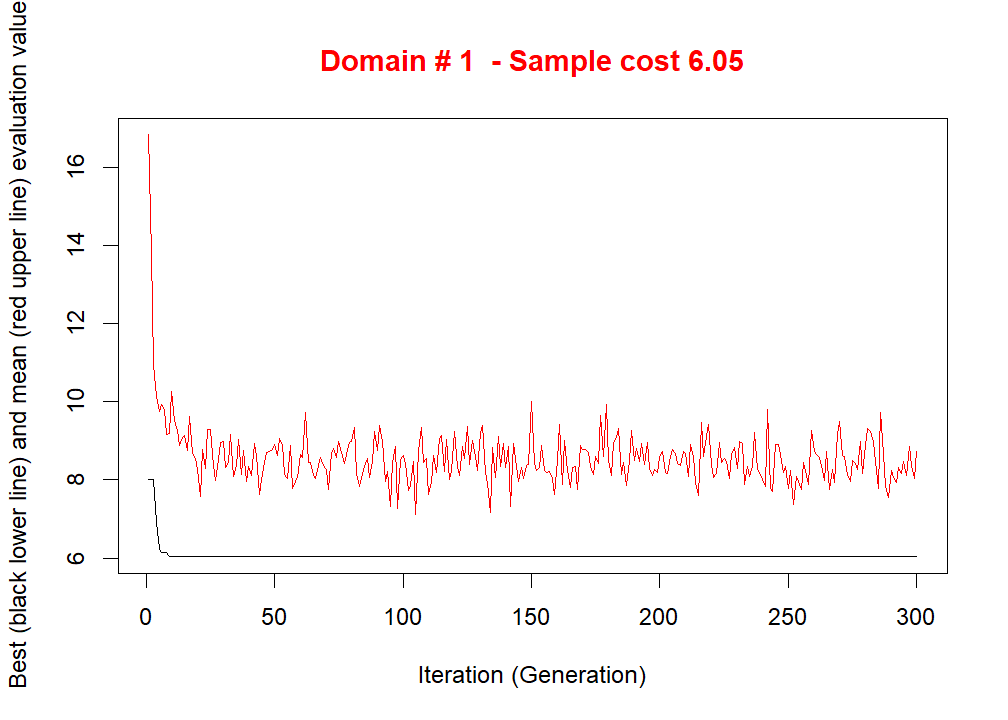 Domain # 1  - Sample cost 6.05
Best (black lower line) and mean (red upper line) evaluation value
16
14
12
10
8
6
0 50 100 150 200 250 300
Iteration (Generation)